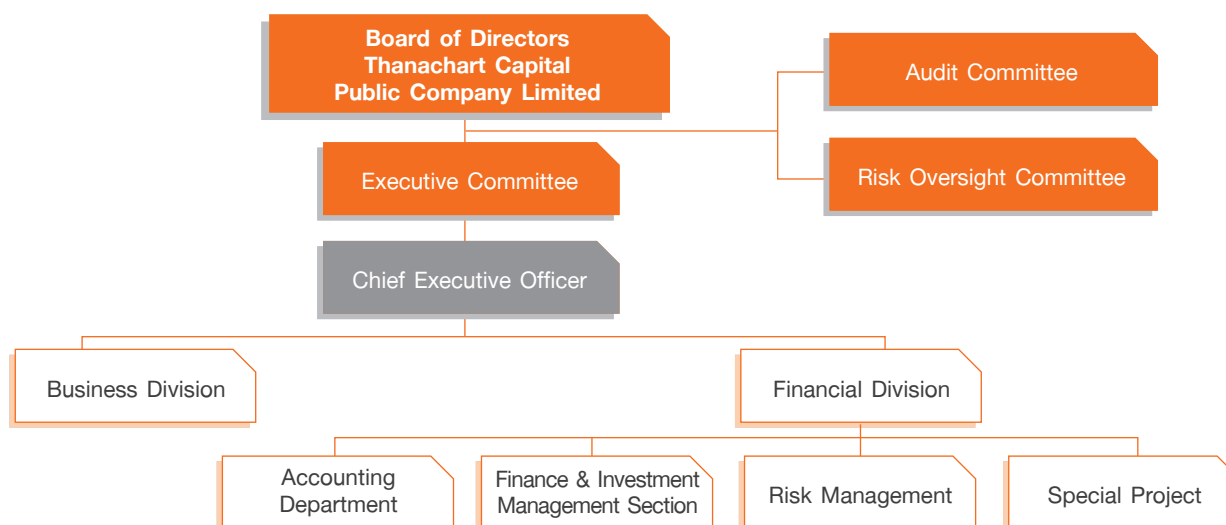 Board of Directors
Thanachart Capital
Public Company Limited
Audit Committee
Executive Committee
Risk Oversight Committee
Chief Executive Officer
Business Division
Financial Division
Accounting
Department
Finance & Investment
Management Section
Risk Management
Special Project